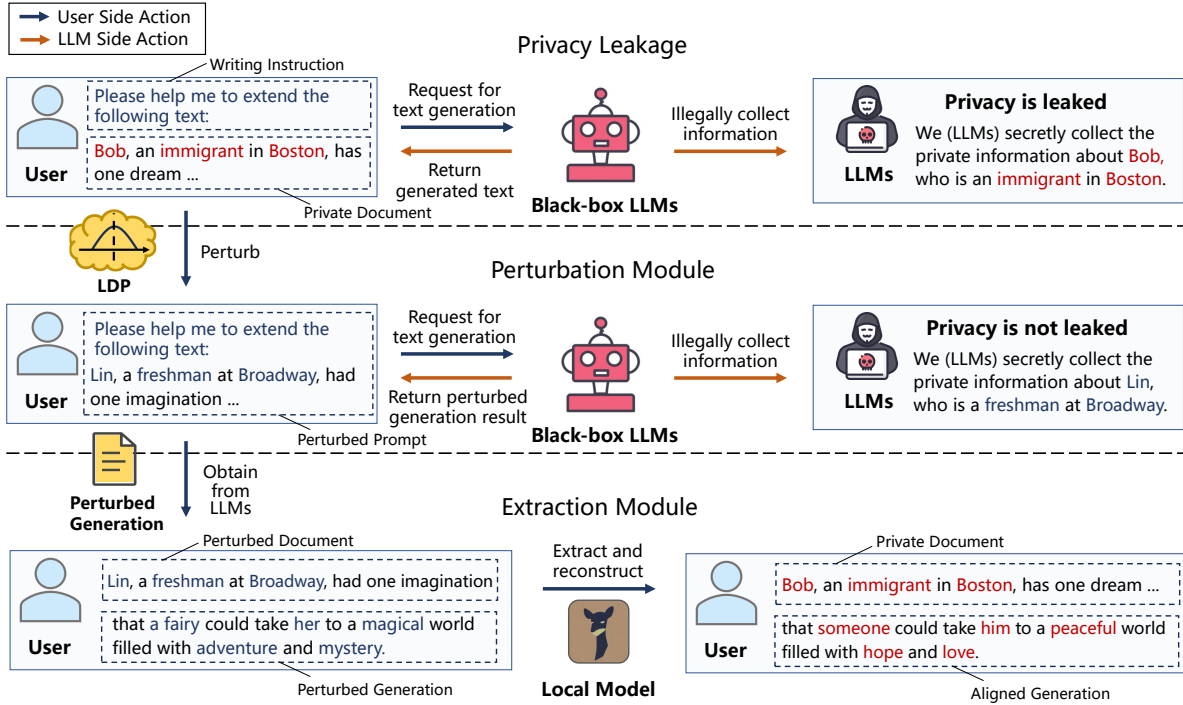 User Side Action
LLM Side Action
Privacy Leakage
Writing Instruction
Please help me to extend the
following text:
Bob, an immigrant in Boston, has
one dream ...
User
Private Document
Request for
text generation
Return
generated text
Black-box LLMs
Illegally collect
information
LLMs
Privacy is leaked
We (LLMs) secretly collect the
private information about Bob,
who is an immigrant in Boston.
LDP
Perturb
Perturbation Module
Please help me to extend the
following text:
Lin, a freshman at Broadway, had
one imagination ...
User
Perturbed Prompt
Request for
text generation
Return perturbed
generation result
Black-box LLMs
Illegally collect
information
LLMs
Privacy is not leaked
We (LLMs) secretly collect the
private information about Lin,
who is a freshman at Broadway.
Perturbed
Generation
Obtain
from
LLMs
Extraction Module
Perturbed Document
Lin, a freshman at Broadway, had one imagination
that a fairy could take her to a magical world
filled with adventure and mystery.
User
Perturbed Generation
Extract and
reconstruct
Local Model
Private Document
Bob, an immigrant in Boston, has one dream ...
that someone could take him to a peaceful world
filled with hope and love.
User
Aligned Generation